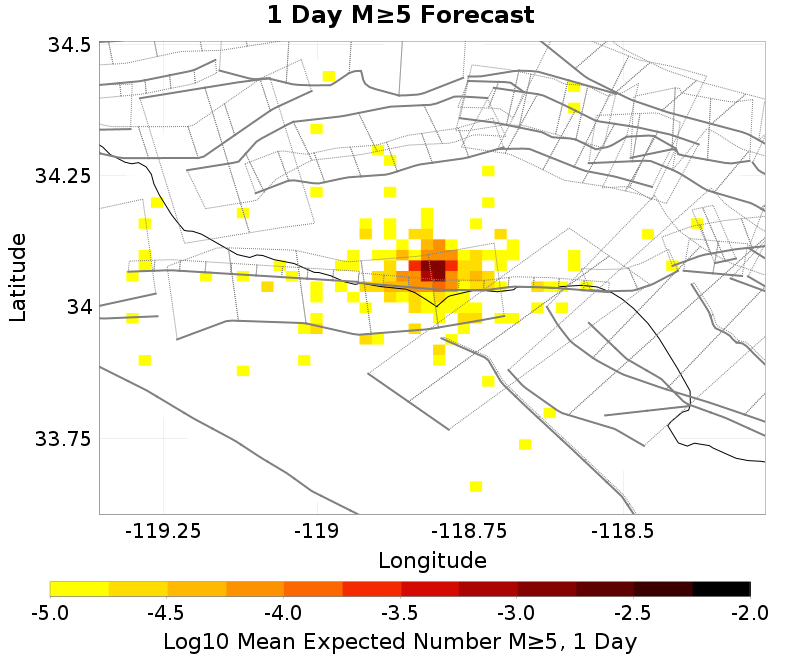 1 Day M≥5 Forecast
34.5
34.25
34
33.75
Latitude
-119.25 -119 -118.75 -118.5
Longitude
-5.0 -4.5 -4.0 -3.5 -3.0 -2.5 -2.0
Log10 Mean Expected Number M≥5, 1 Day